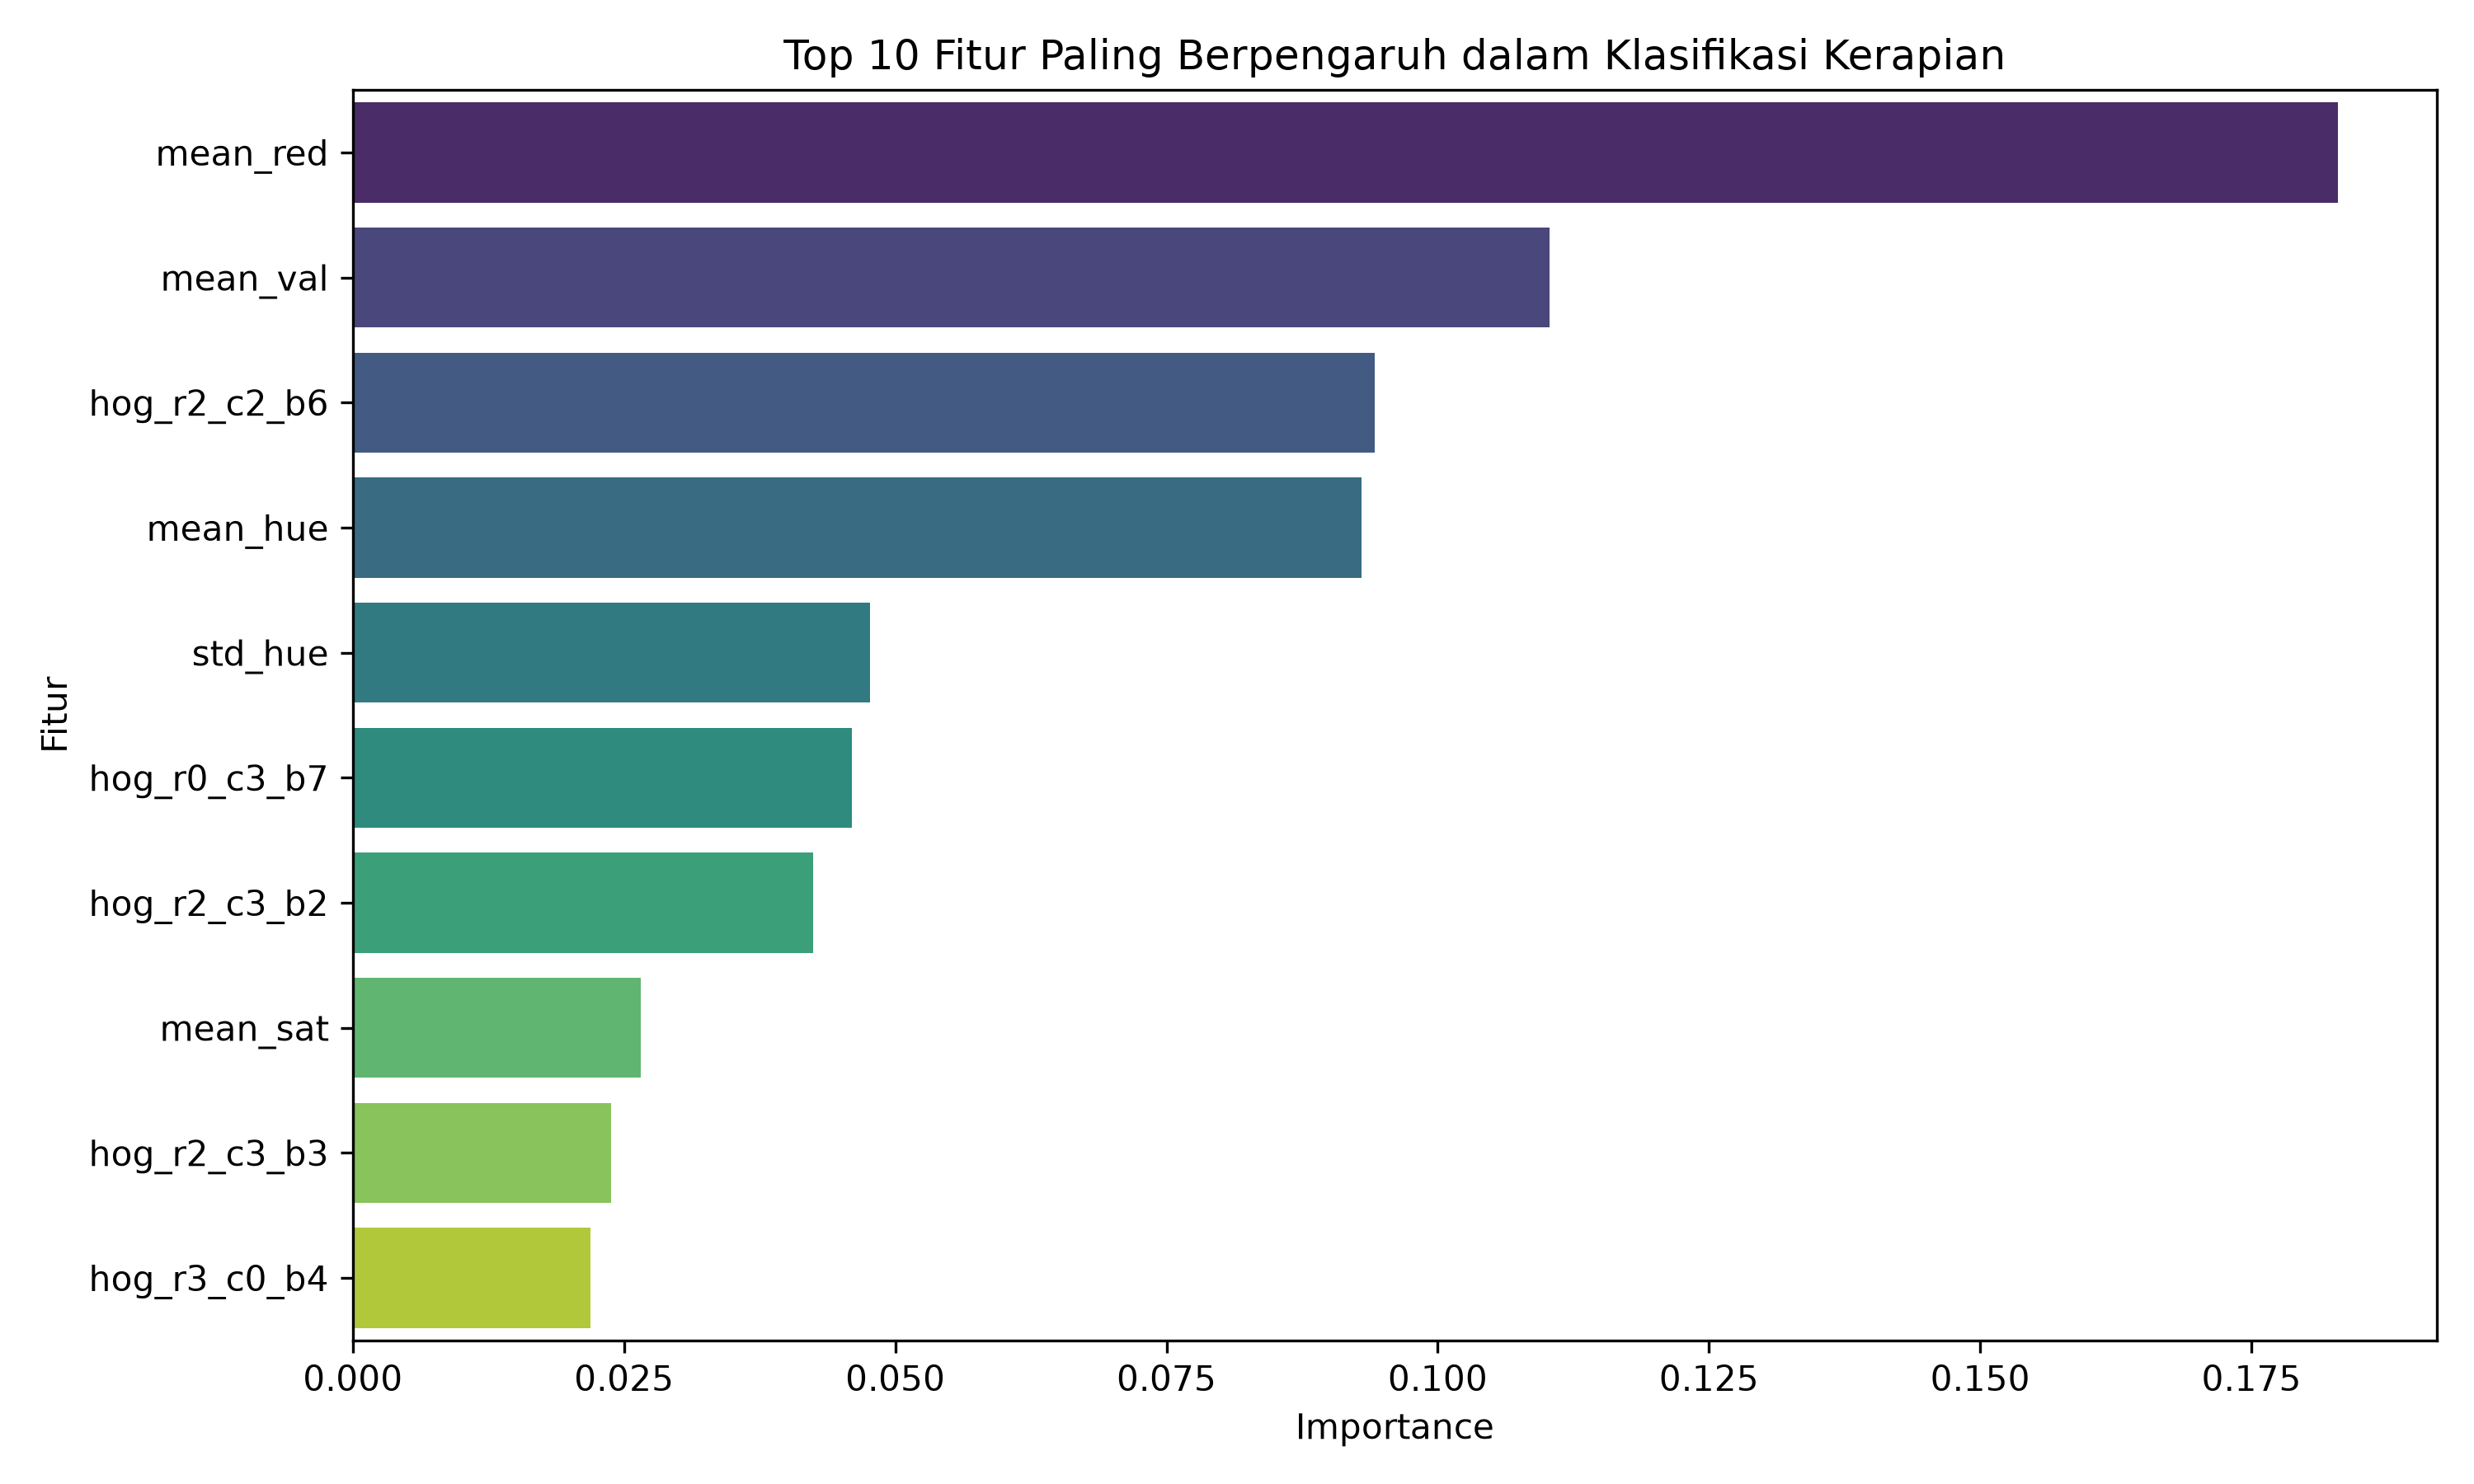 Top 10 Fitur Paling Berpengaruh dalam Klasifikasi Kerapian
Fitur
mean_red
mean_val
hog_r2_c2_b6
mean_hue
std_hue
hog_r0_c3_b7
hog_r2_c3_b2
mean_sat
hog_r2_c3_b3
hog_r3_c0_b4
0.000 0.025 0.050 0.075 0.100 0.125 0.150 0.175
Importance